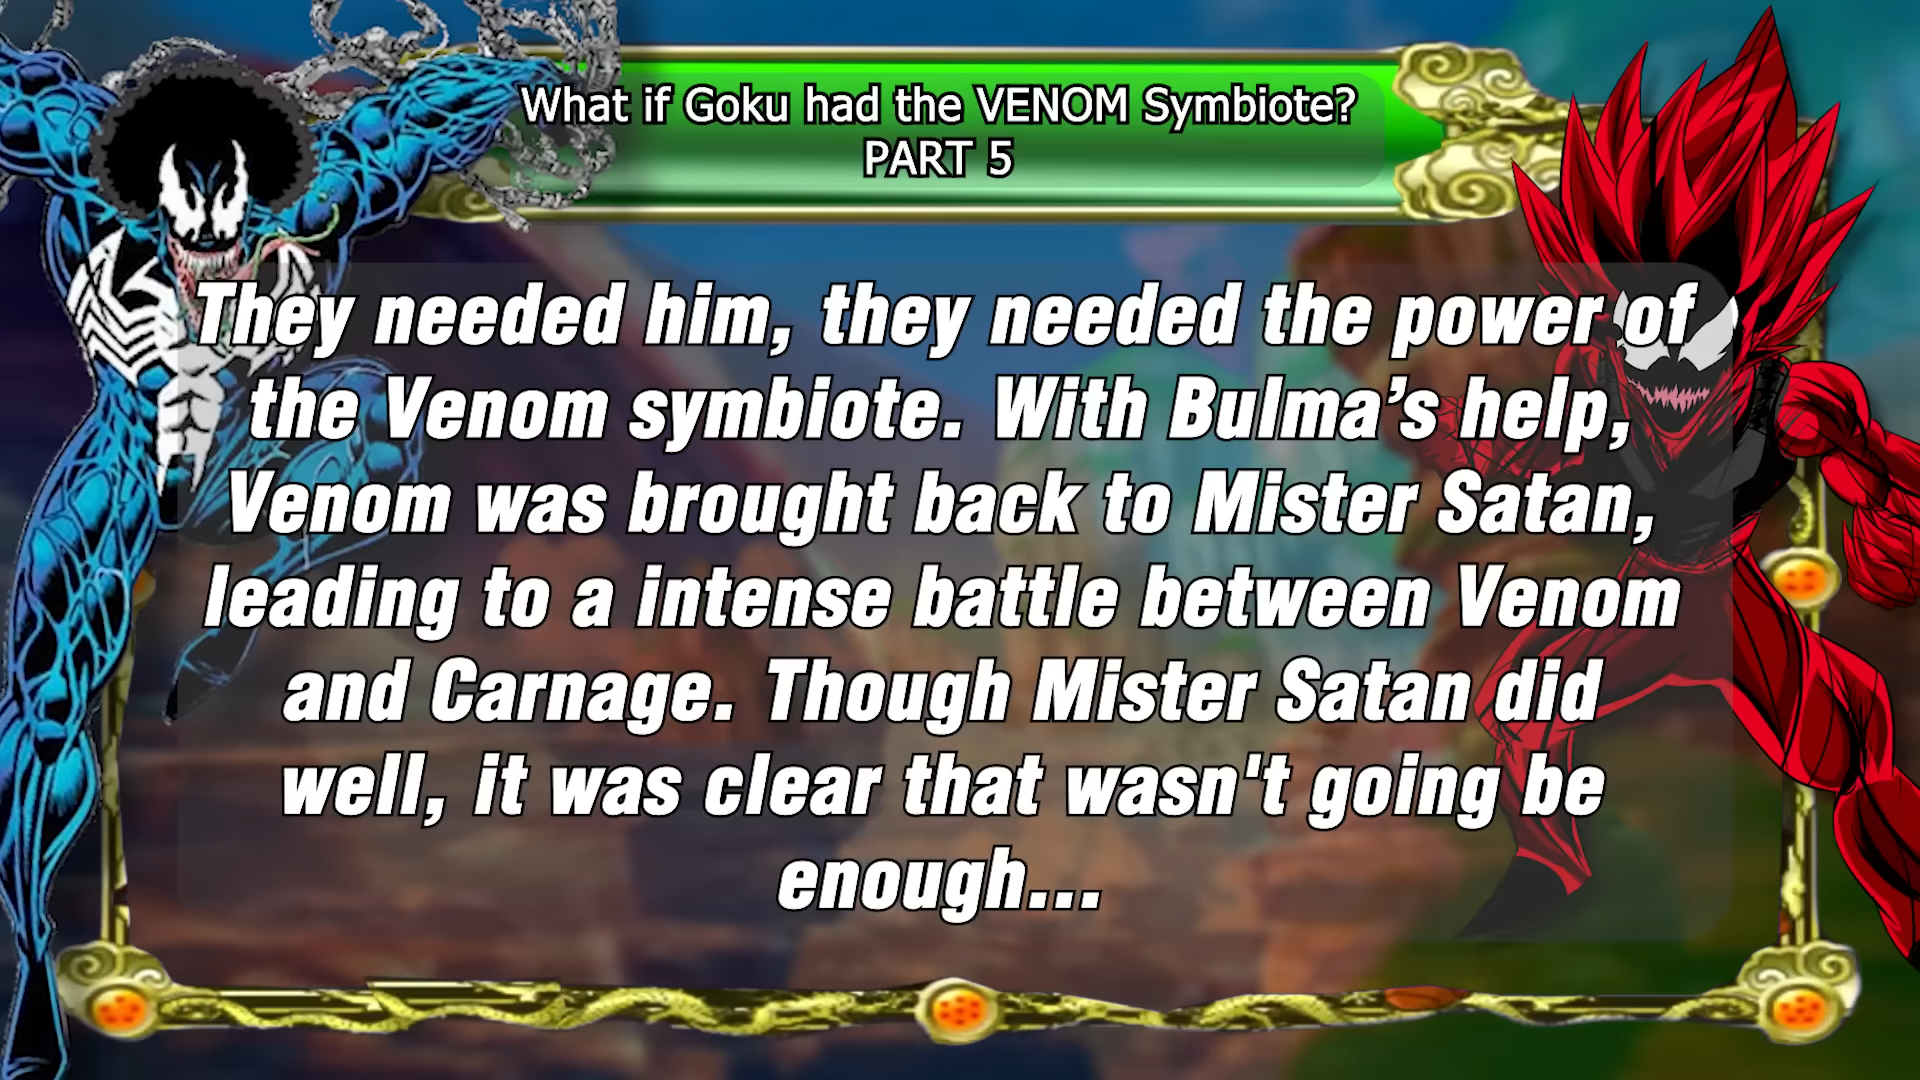 What if Goku had the VENOM Symbiote?
PART 5
They needed him, they needed the power of
the Venom symbiote. With Bulma’s help,
Venom was brought back to Mister Satan,
leading to a intense battle between Venom
and Carnage. Though Mister Satan did
well, it was clear that wasn't going be
enough...